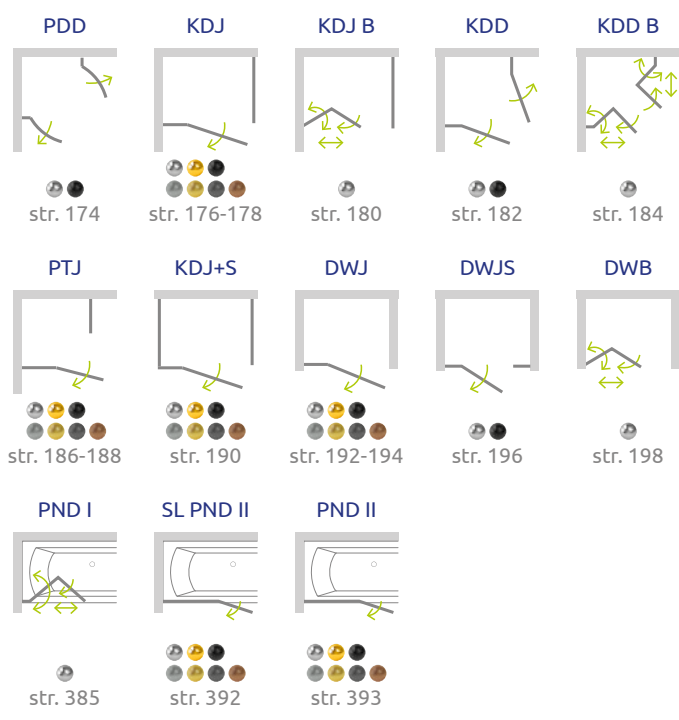 PDD KDJ KDJ B KDD KDD B
str. 174 str. 176-178 str. 180 str. 182 str. 184
PTJ KDJ+S DWJ DWJS DWB
str. 186-188 str. 190 str. 192-194 str. 196 str. 198
PND I SL PND II PND II
str. 385 str. 392 str. 393